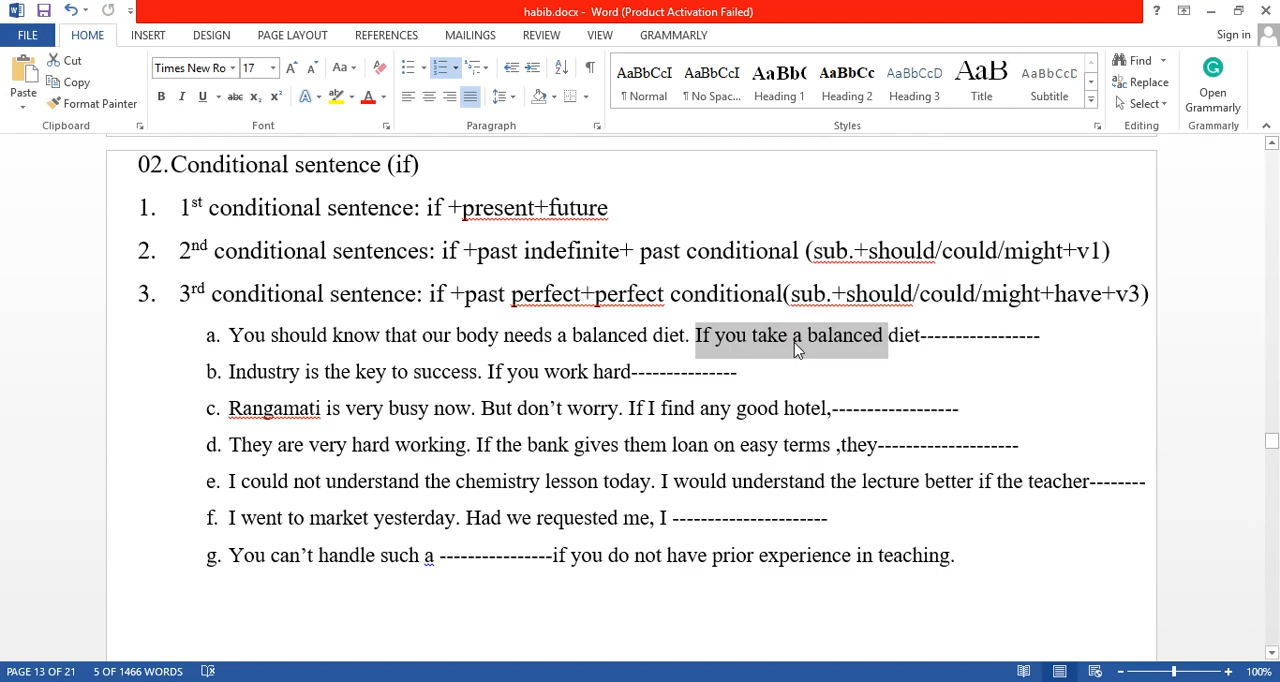 habib.docx - Word (Product Activation Failed)
FILE HOME INSERT DESIGN PAGE LAYOUT REFERENCES MAILINGS REVIEW VIEW GRAMMARLY Sign in
Paste Cut Copy Format Painter Clipboard
Times New Ro 17 Font
Paragraph
AaBbCcI ¶ Normal AaBbCcI ¶ No Spac... AaBb( Heading 1 AaBbCc Heading 2 AaBbCcD Heading 3 AaB Title AaBbCcD Subtitle Styles
Find Replace Select Editing
Open Grammarly Grammarly
02.Conditional sentence (if)
1. 1st conditional sentence: if +present+future
2. 2nd conditional sentences: if +past indefinite+ past conditional (sub.+should/could/might+v1)
3. 3rd conditional sentence: if +past perfect+perfect conditional(sub.+should/could/might+have+v3)
a. You should know that our body needs a balanced diet. If you take a balanced diet-----------------
b. Industry is the key to success. If you work hard---------------
c. Rangamati is very busy now. But don’t worry. If I find any good hotel,------------------
d. They are very hard working. If the bank gives them loan on easy terms ,they--------------------
e. I could not understand the chemistry lesson today. I would understand the lecture better if the teacher--------
f. I went to market yesterday. Had we requested me, I ----------------------
g. You can’t handle such a ----------------if you do not have prior experience in teaching.
PAGE 13 OF 21 5 OF 1466 WORDS 100%